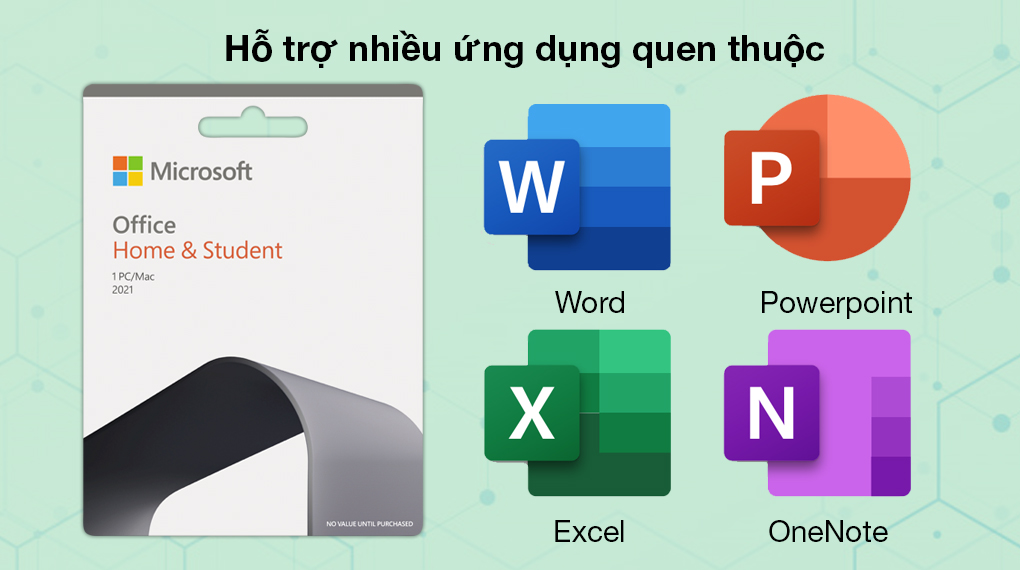 Hỗ trợ nhiều ứng dụng quen thuộc
Microsoft
Office
Home & Student
1 PC/Mac
2021
NO VALUE UNTIL PURCHASED
W
Word
P
Powerpoint
X
Excel
N
OneNote